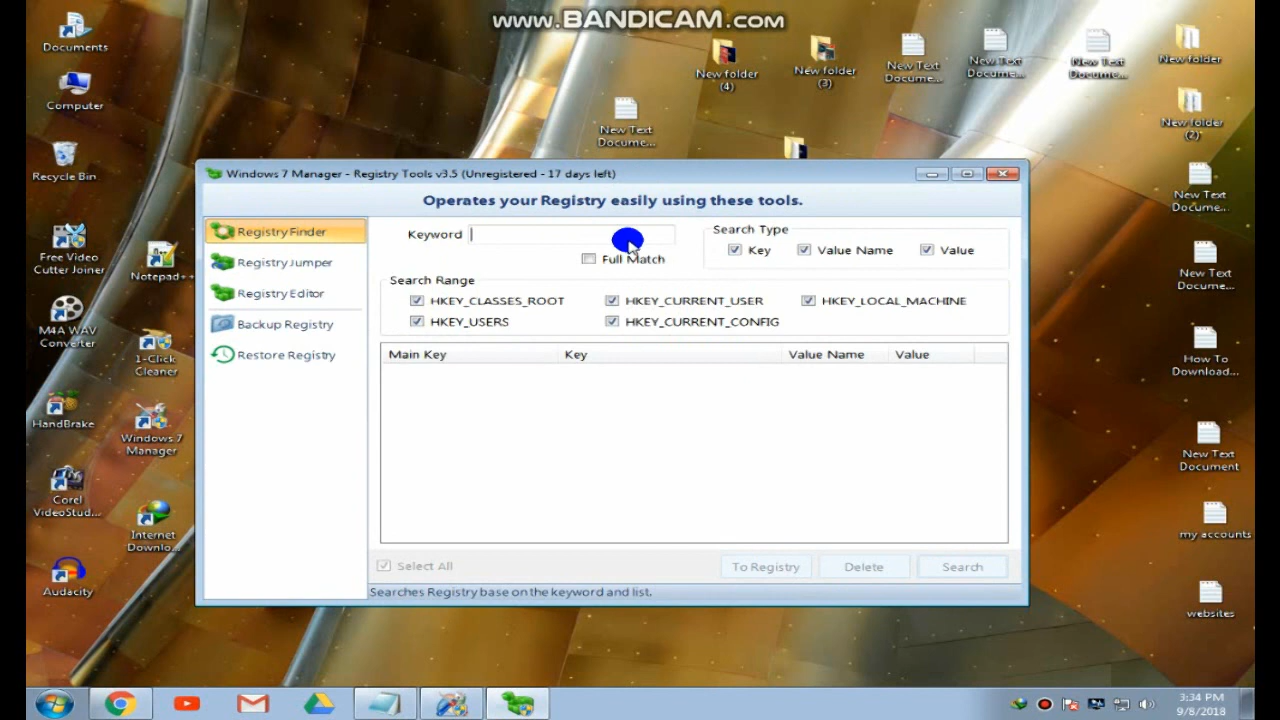 www.BANDICAM.com
Documents
Computer
Recycle Bin
Free Video
Cutter Joiner
Notepad++
M4A WAV
Converter
1-Click
Cleaner
HandBrake
Windows 7
Manager
Corel
VideoStud...
Internet
Downlo...
Audacity
New folder
(4)
New folder
(3)
New Text
Docume...
New Text
Docume...
New Text
Docume...
New folder
New Text
Docume...
New folder
(2)
New Text
Docume...
New Text
Docume...
How To
Download...
New Text
Document
my accounts
websites
Windows 7 Manager - Registry Tools v3.5 (Unregistered - 17 days left)
Operates your Registry easily using these tools.
Registry Finder
Registry Jumper
Registry Editor
Backup Registry
Restore Registry
Keyword
Full Match
Search Type
Key Value Name Value
Search Range
HKEY_CLASSES_ROOT HKEY_CURRENT_USER HKEY_LOCAL_MACHINE
HKEY_USERS HKEY_CURRENT_CONFIG
Main Key Key Value Name Value
Select All To Registry Delete Search
Searches Registry base on the keyword and list.
3:34 PM
9/8/2018